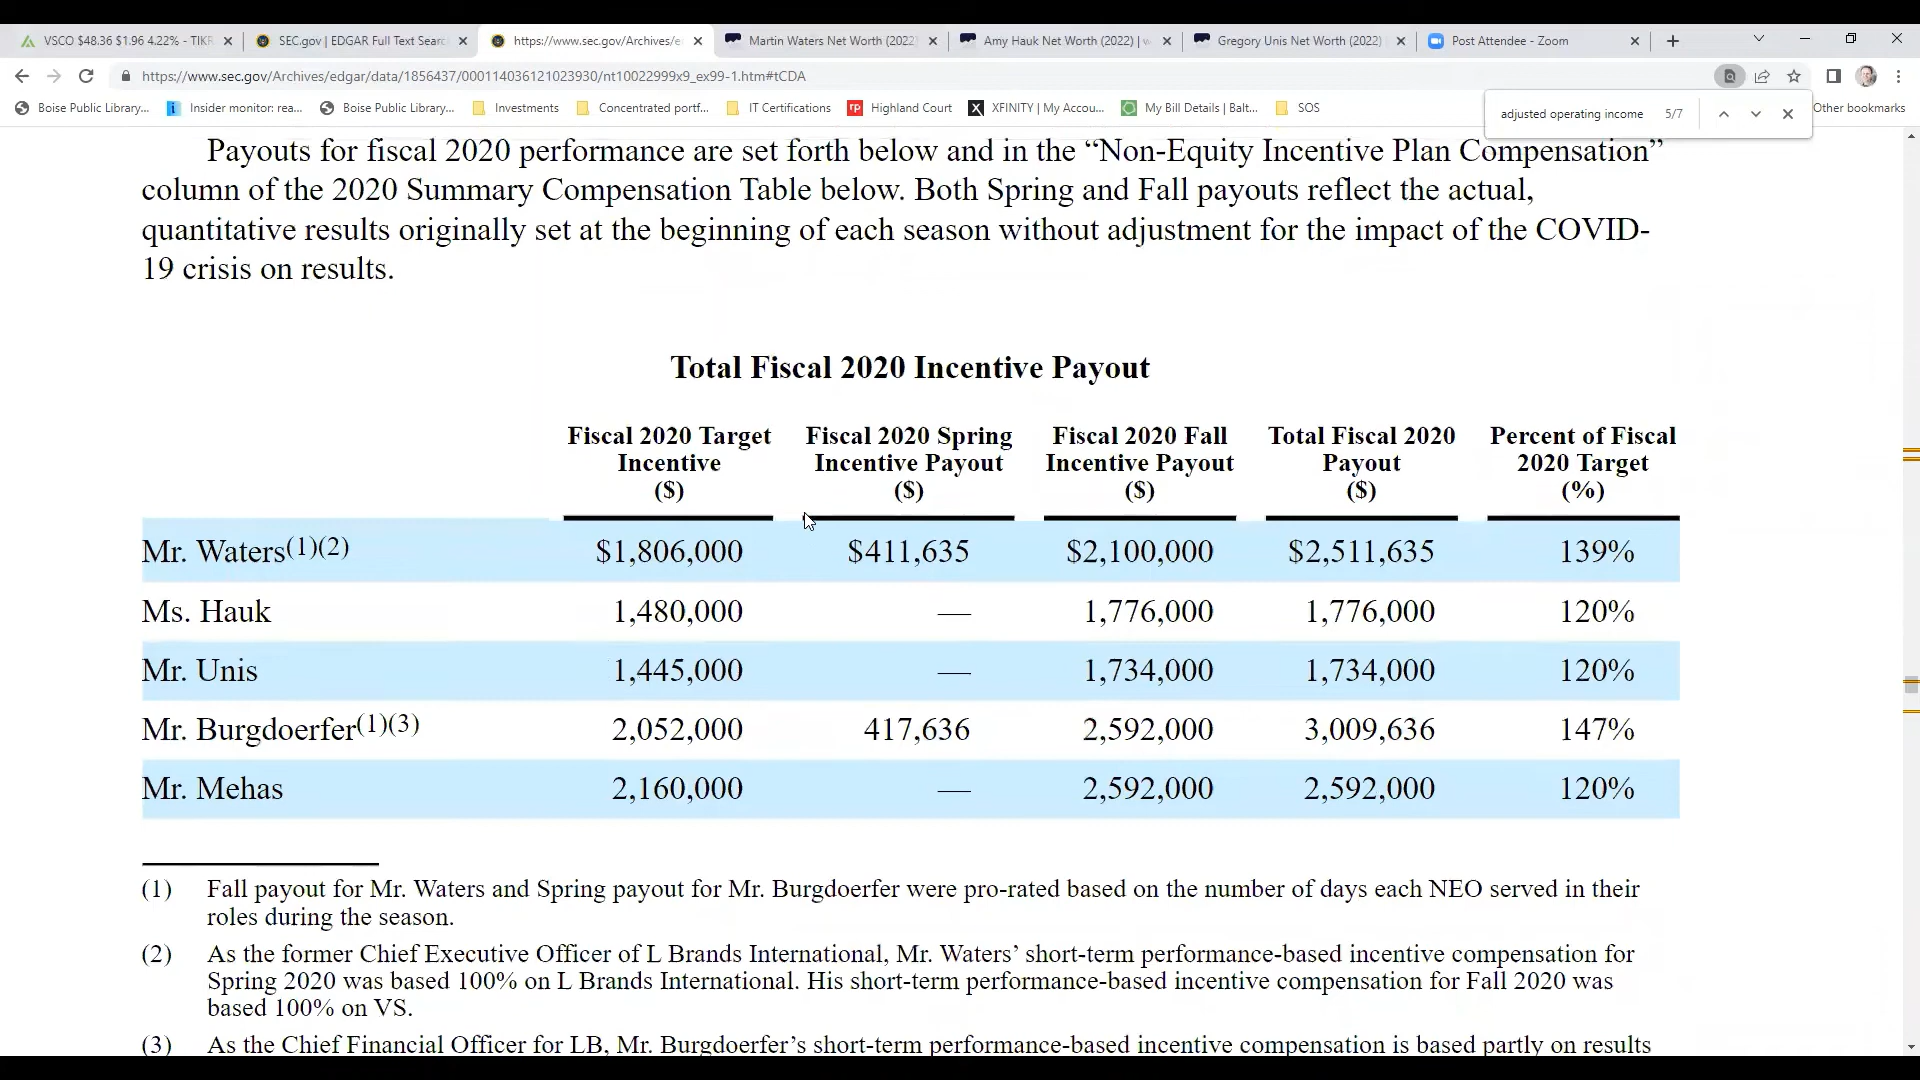 VSCO $48.36 $1.96 4.22% - TIKR
SEC.gov | EDGAR Full Text Searc
https://www.sec.gov/Archives/e
Martin Waters Net Worth (2022)
Amy Hauk Net Worth (2022) | w
Gregory Unis Net Worth (2022)
Post Attendee - Zoom
https://www.sec.gov/Archives/edgar/data/1856437/000114036121023930/nt10022999x9_ex99-1.htm#tCDA
Boise Public Library...
Insider monitor: rea...
Boise Public Library...
Investments
Concentrated portf...
IT Certifications
rp Highland Court
X XFINITY | My Accou...
My Bill Details | Balt...
SOS
adjusted operating income 5/7
Other bookmarks
Payouts for fiscal 2020 performance are set forth below and in the “Non-Equity Incentive Plan Compensation”
column of the 2020 Summary Compensation Table below. Both Spring and Fall payouts reflect the actual,
quantitative results originally set at the beginning of each season without adjustment for the impact of the COVID-
19 crisis on results.
Total Fiscal 2020 Incentive Payout
Fiscal 2020 Target Fiscal 2020 Spring Fiscal 2020 Fall Total Fiscal 2020 Percent of Fiscal
Incentive Incentive Payout Incentive Payout Payout 2020 Target
($) ($) ($) ($) (%)
Mr. Waters(1)(2) $1,806,000 $411,635 $2,100,000 $2,511,635 139%
Ms. Hauk 1,480,000 — 1,776,000 1,776,000 120%
Mr. Unis 1,445,000 — 1,734,000 1,734,000 120%
Mr. Burgdoerfer(1)(3) 2,052,000 417,636 2,592,000 3,009,636 147%
Mr. Mehas 2,160,000 — 2,592,000 2,592,000 120%
(1) Fall payout for Mr. Waters and Spring payout for Mr. Burgdoerfer were pro-rated based on the number of days each NEO served in their
roles during the season.
(2) As the former Chief Executive Officer of L Brands International, Mr. Waters’ short-term performance-based incentive compensation for
Spring 2020 was based 100% on L Brands International. His short-term performance-based incentive compensation for Fall 2020 was
based 100% on VS.
(3) As the Chief Financial Officer for LB, Mr. Burgdoerfer’s short-term performance-based incentive compensation is based partly on results